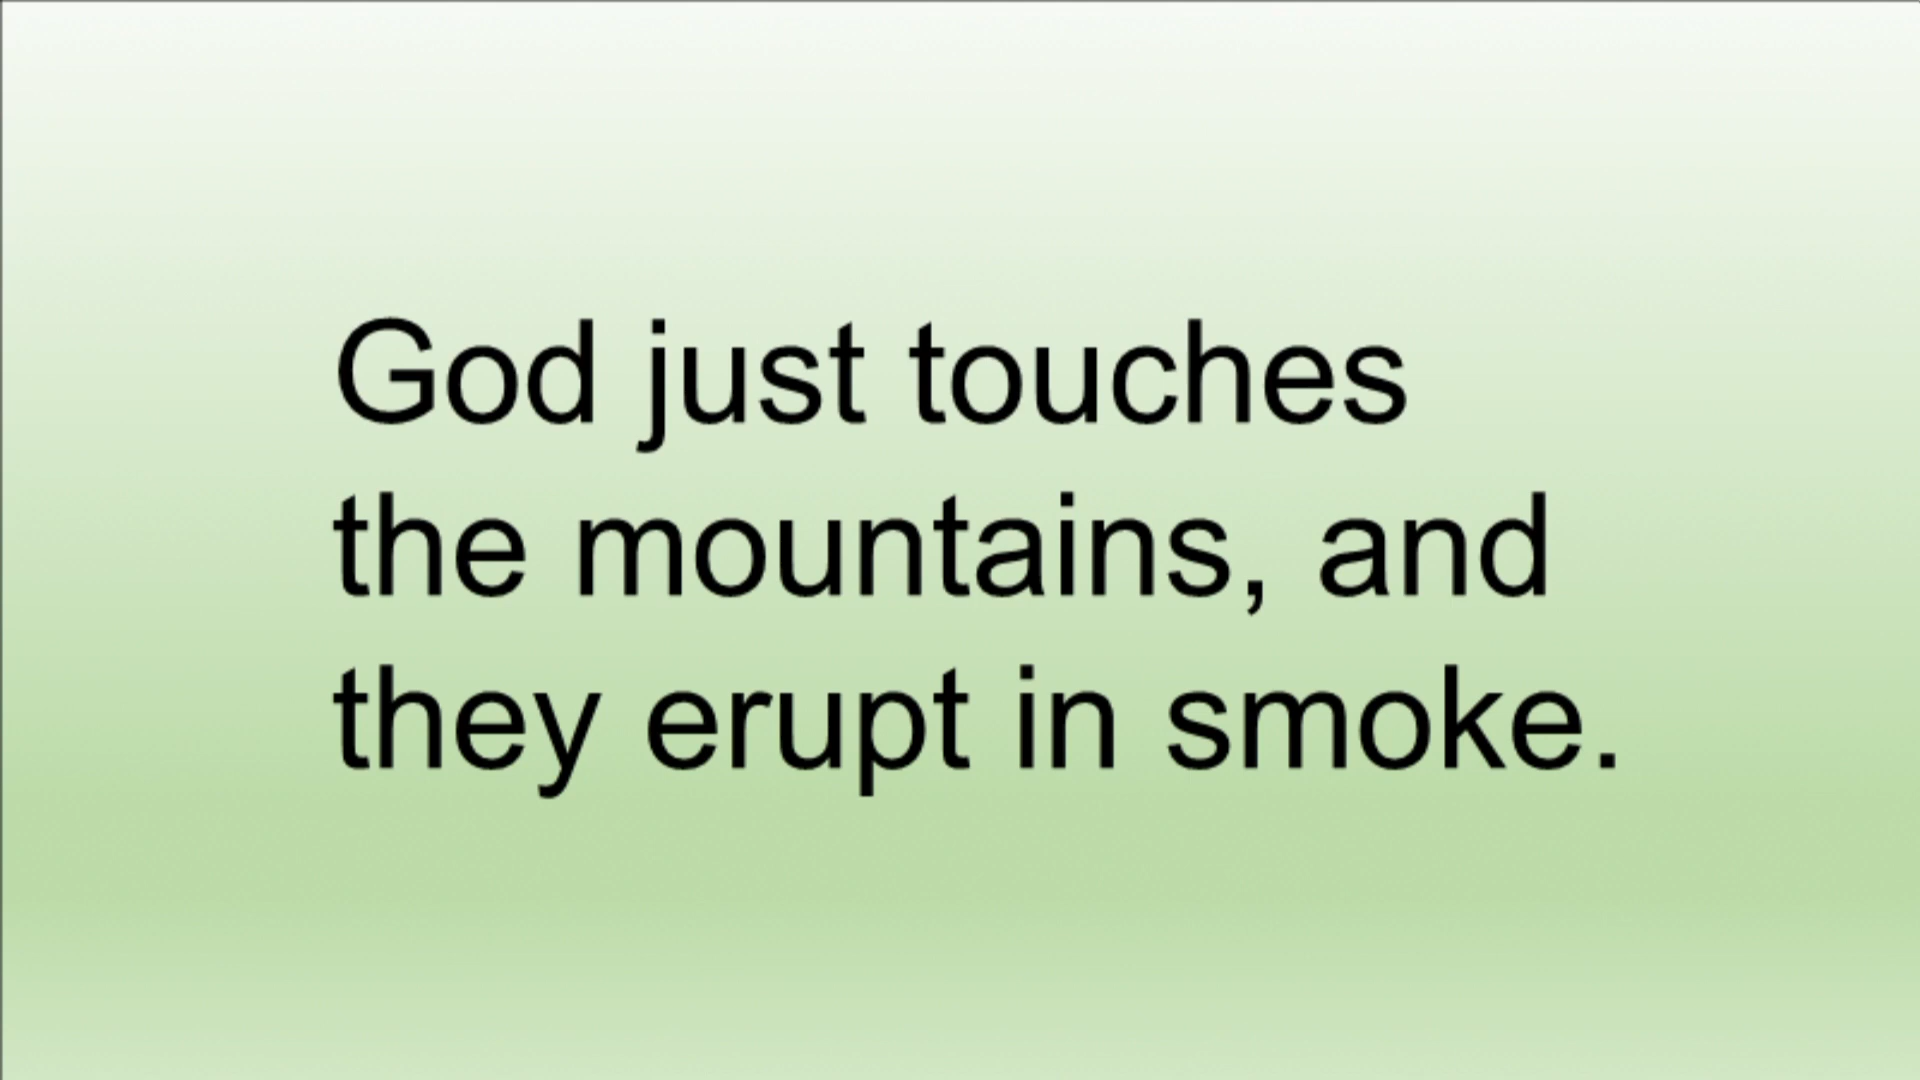 God just touches
the mountains, and
they erupt in smoke.